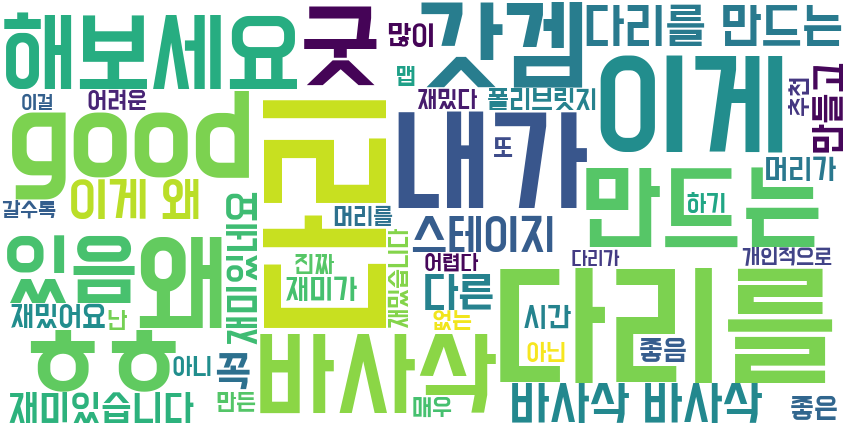 해보세요
굿
많이
갓겜
다리를 만드는
이걸
어려운
맵
재밌다
폴리브릿지
이게
추천
만들고
good
다리
내가
또
머리가
이게 왜
만드는
하기
갈수록
재미있네요
머리를
스테이지
있음
왜
진짜
재미가
재밌습니다
어렵다
다른
다리가
개인적으로
다리를
재밌어요
난
ㅎㅎ
바사삭
없는
시간
아니
꼭
아닌
좋음
재미있습니다
만든
매우
바사삭 바사삭
좋은